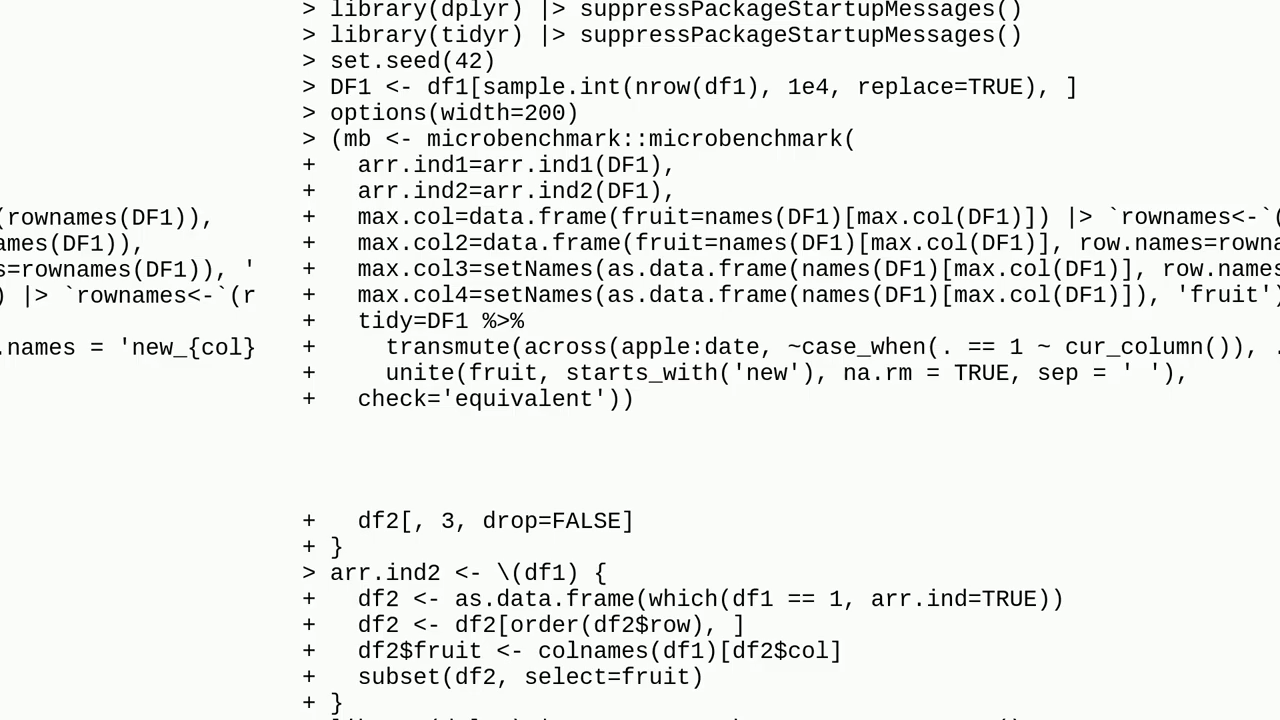 > library(dplyr) |> suppressPackageStartupMessages()
> library(tidyr) |> suppressPackageStartupMessages()
> set.seed(42)
> DF1 <- df1[sample.int(nrow(df1), 1e4, replace=TRUE), ]
> options(width=200)
> (mb <- microbenchmark::microbenchmark(
+   arr.ind1=arr.ind1(DF1),
+   arr.ind2=arr.ind2(DF1),
(rownames(DF1)),
+   max.col=data.frame(fruit=names(DF1)[max.col(DF1)]) |> `rownames<-`(
ames(DF1)),
+   max.col2=data.frame(fruit=names(DF1)[max.col(DF1)], row.names=rown
s=rownames(DF1)), '
+   max.col3=setNames(as.data.frame(names(DF1)[max.col(DF1)], row.names
) |> `rownames<-`(r
+   max.col4=setNames(as.data.frame(names(DF1)[max.col(DF1)]), 'fruit')
+   tidy=DF1 %>%
.names = 'new_{col}
+     transmute(across(apple:date, ~case_when(. == 1 ~ cur_column()), .
+     unite(fruit, starts_with('new'), na.rm = TRUE, sep = ' '),
+   check='equivalent'))
+   df2[, 3, drop=FALSE]
+ }
> arr.ind2 <- \(df1) {
+   df2 <- as.data.frame(which(df1 == 1, arr.ind=TRUE))
+   df2 <- df2[order(df2$row), ]
+   df2$fruit <- colnames(df1)[df2$col]
+   subset(df2, select=fruit)
+ }